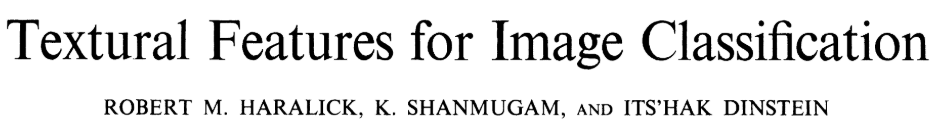 Textural Features for Image Classification
ROBERT M. HARALICK, K. SHANMUGAM, AND ITS'HAK DINSTEIN